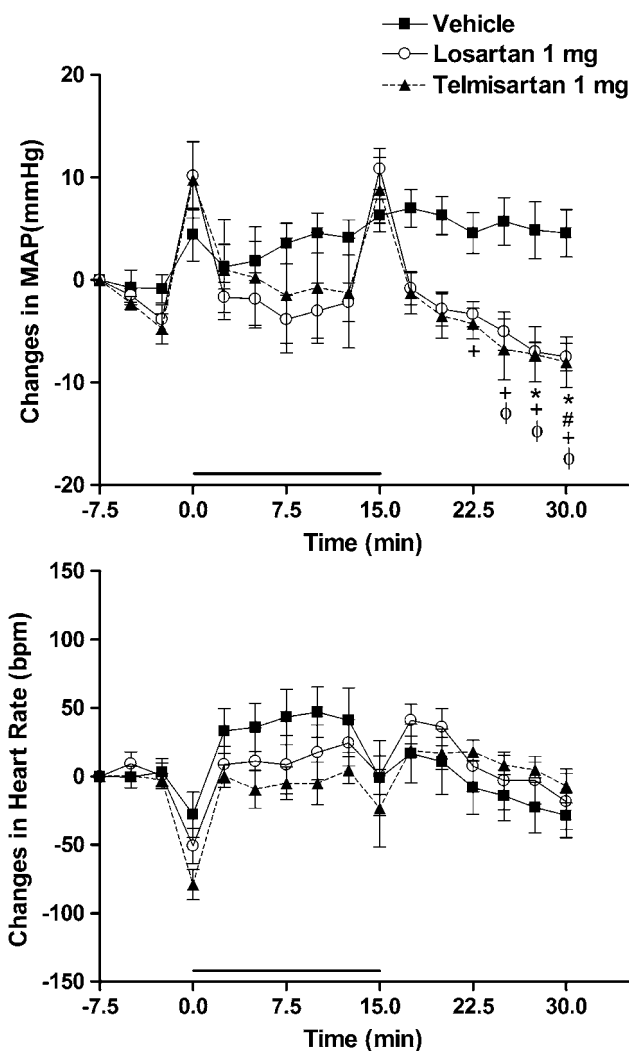 Vehicle
Losartan 1 mg
Telmisartan 1 mg
20
10
0
-10
-20
Changes in MAP(mmHg)
+
+
ϕ
*
+
ϕ
*
#
+
ϕ
-7.5 0.0 7.5 15.0 22.5 30.0
Time (min)
150
100
50
0
-50
-100
-150
Changes in Heart Rate (bpm)
-7.5 0.0 7.5 15.0 22.5 30.0
Time (min)